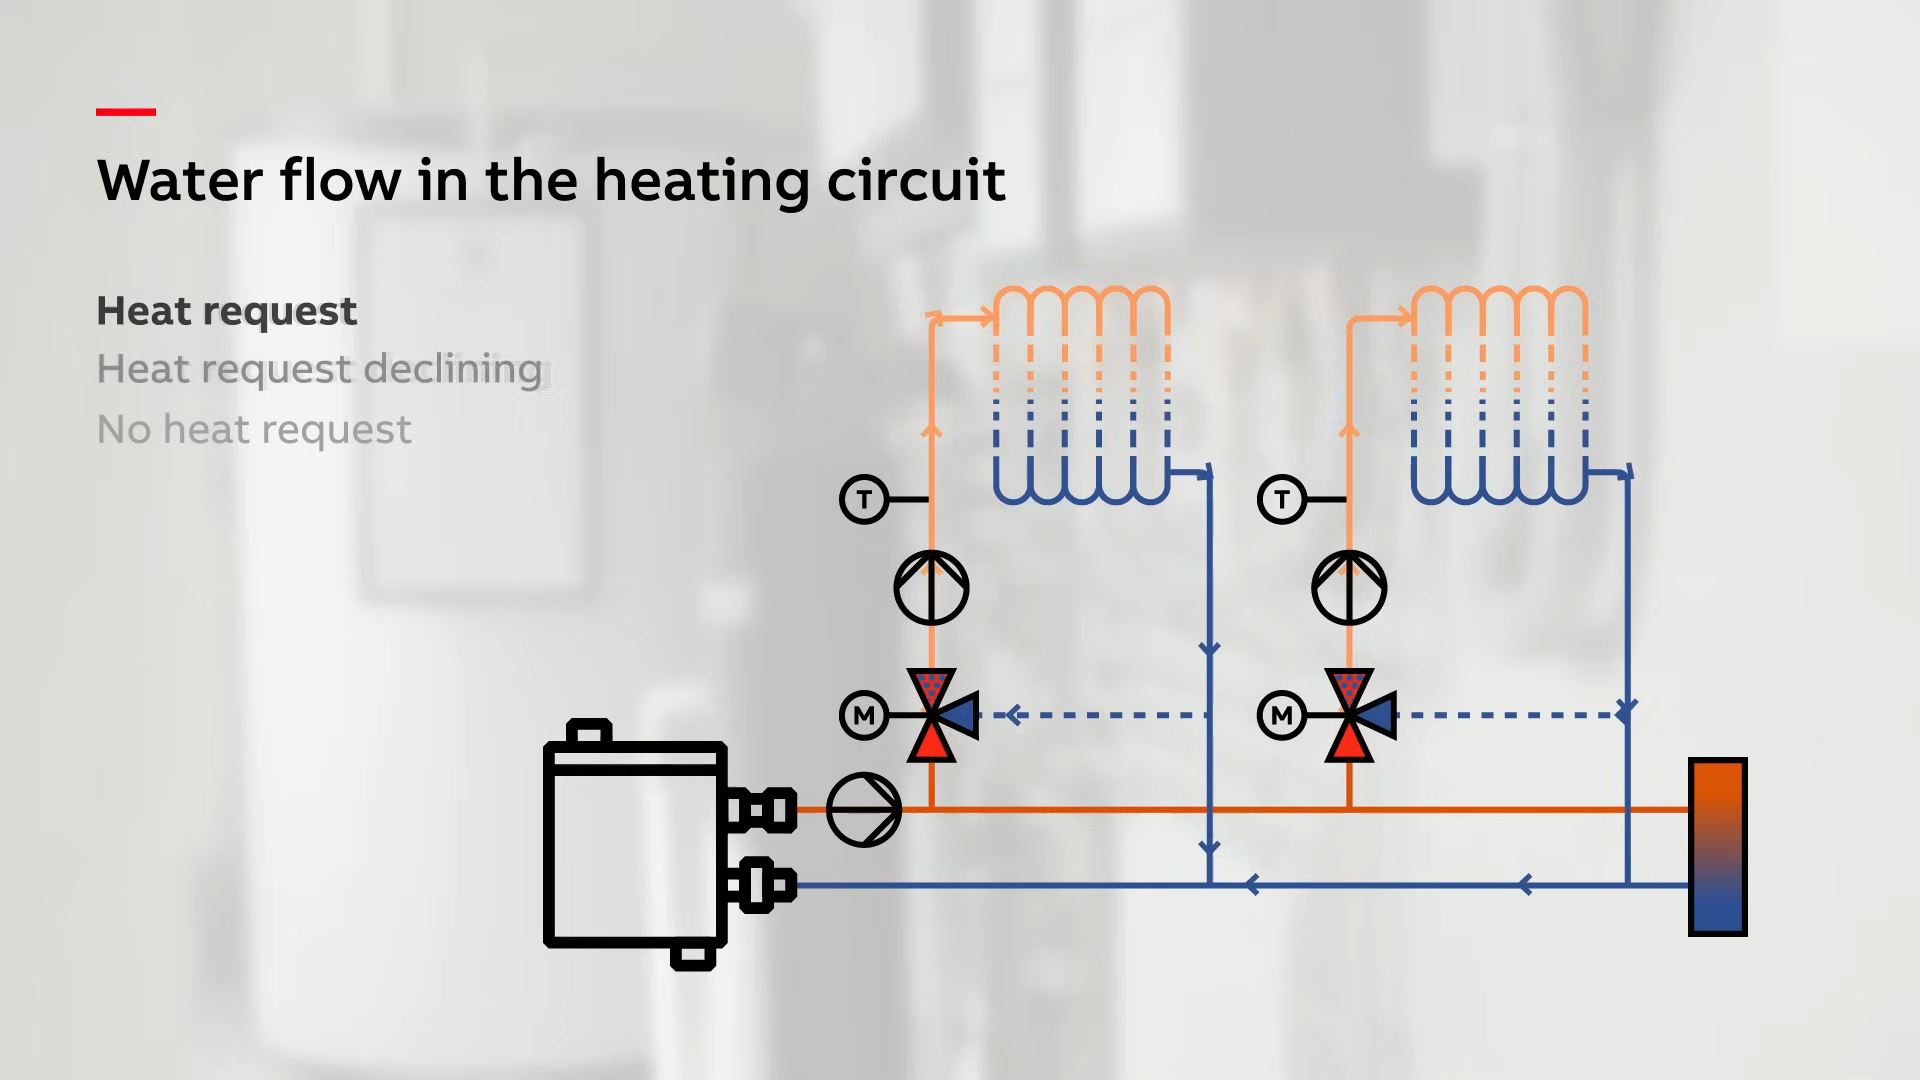 Water flow in the heating circuit
Heat request
Heat request declining
No heat request
T
T
M
M